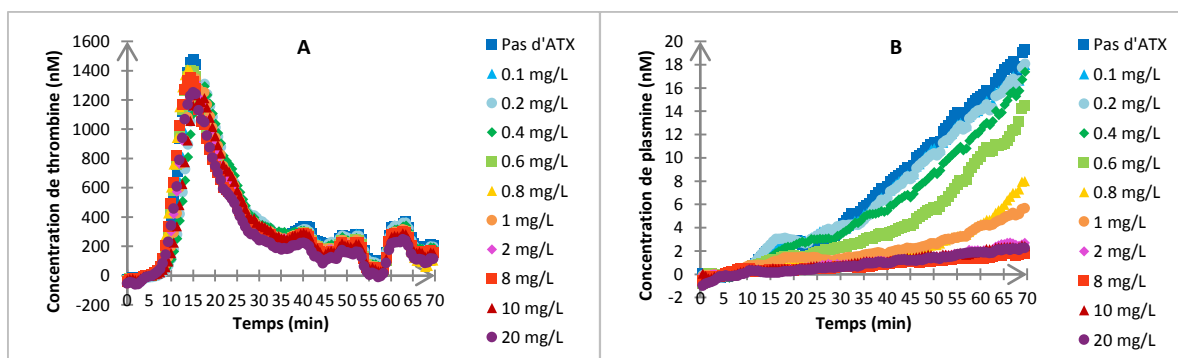 A
Concentration de thrombine (nM)
1600
1400
1200
1000
800
600
400
200
0
-200
0 5 10 15 20 25 30 35 40 45 50 55 60 65 70
Temps (min)
Pas d'ATX
0.1 mg/L
0.2 mg/L
0.4 mg/L
0.6 mg/L
0.8 mg/L
1 mg/L
2 mg/L
8 mg/L
10 mg/L
20 mg/L
B
Concentration de plasmine (nM)
20
18
16
14
12
10
8
6
4
2
0
-2
0 5 10 15 20 25 30 35 40 45 50 55 60 65 70
Temps (min)
Pas d'ATX
0.1 mg/L
0.2 mg/L
0.4 mg/L
0.6 mg/L
0.8 mg/L
1 mg/L
2 mg/L
8 mg/L
10 mg/L
20 mg/L